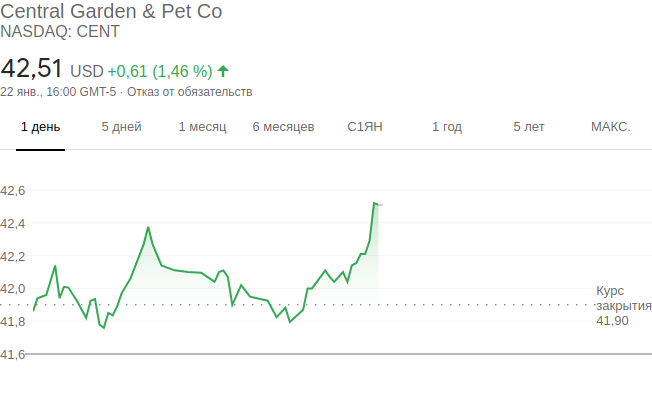 Central Garden & Pet Co
NASDAQ: CENT
42,51 USD +0,61 (1,46 %)
22 янв., 16:00 GMT-5 · Отказ от обязательств
1 день 5 дней 1 месяц 6 месяцев С1ЯН 1 год 5 лет МАКС.
42,6
42,4
42,2
42,0
Курс
закрытия
41,90
41,8
41,6